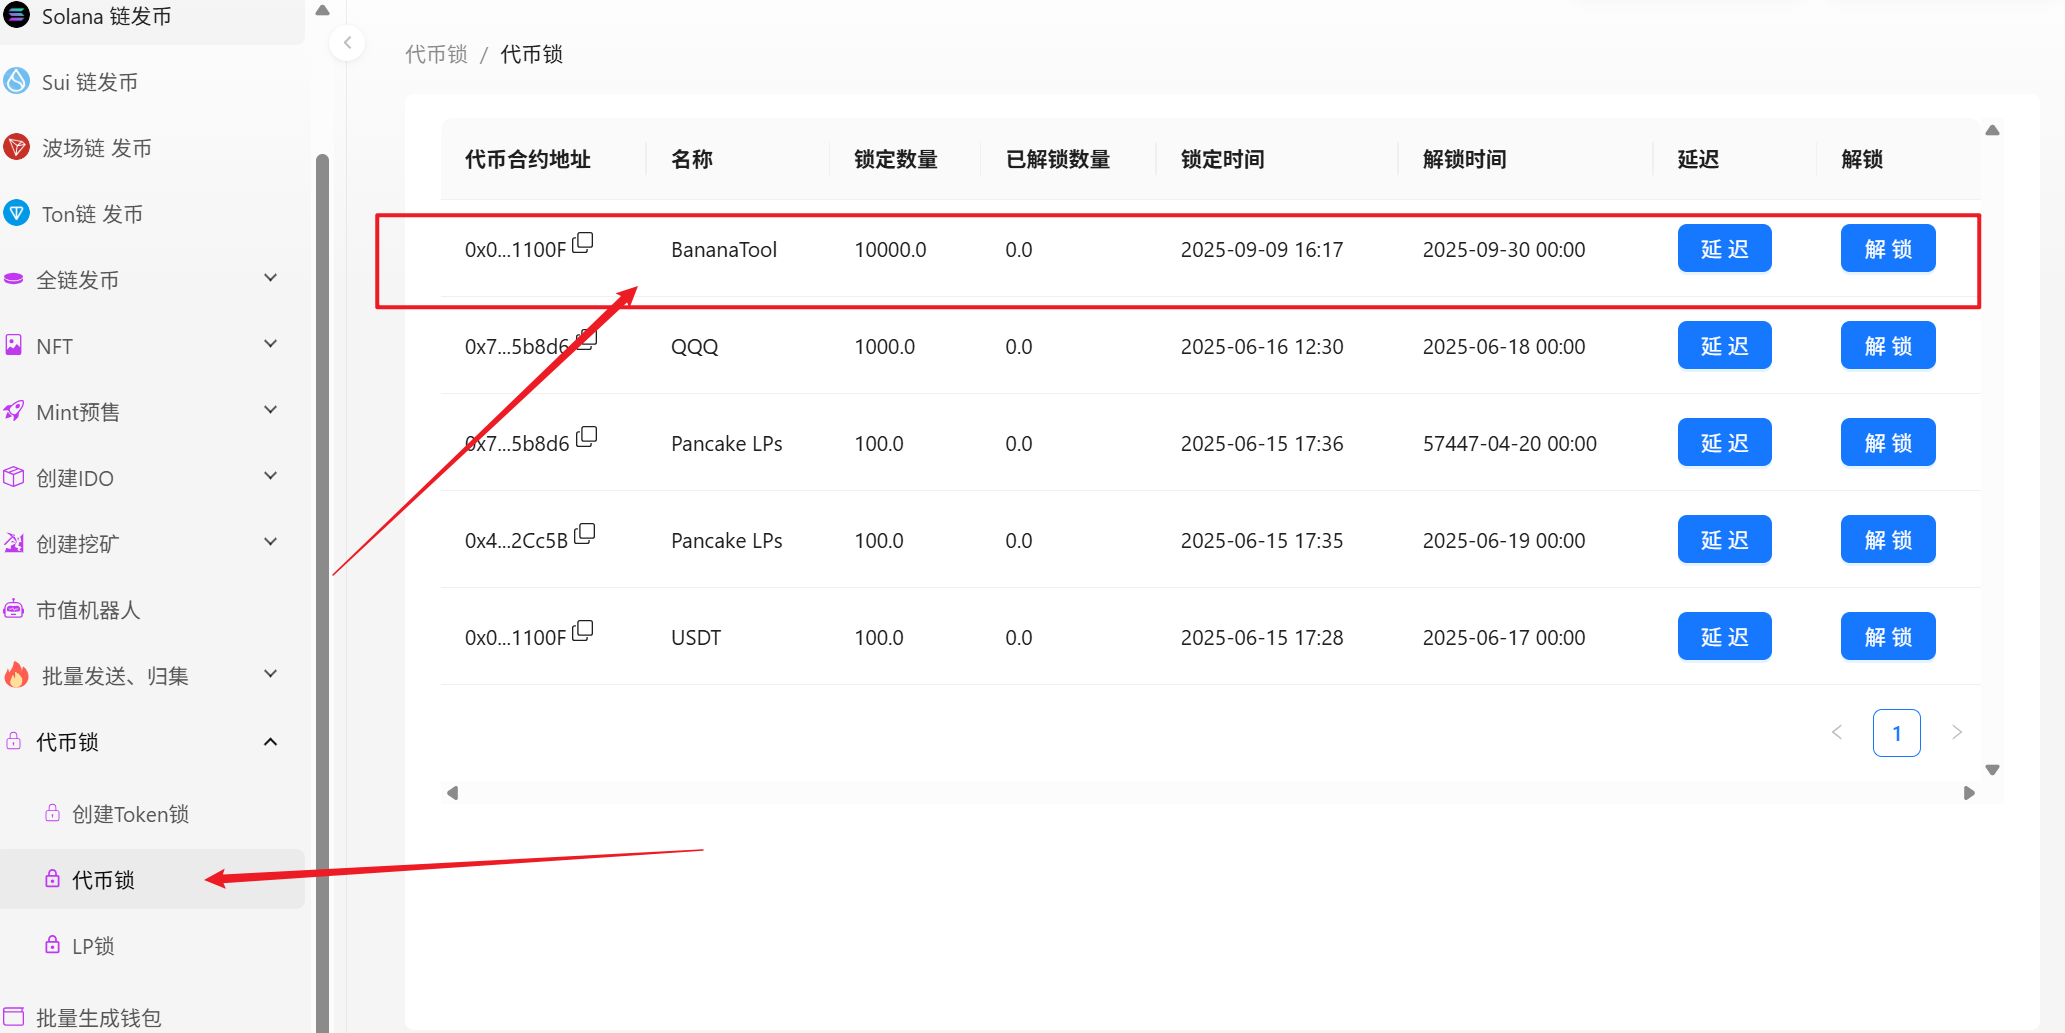 Solana 链发币
Sui 链发币
波场链 发币
Ton链 发币
全链发币
NFT
Mint预售
创建IDO
创建挖矿
市值机器人
批量发送、归集
代币锁
创建Token锁
代币锁
LP锁
批量生成钱包
代币锁 / 代币锁
代币合约地址 名称 锁定数量 已解锁数量 锁定时间 解锁时间 延迟 解锁
0x0...1100F BananaTool 10000.0 0.0 2025-09-09 16:17 2025-09-30 00:00 延 迟 解 锁
0x7...5b8d6 QQQ 1000.0 0.0 2025-06-16 12:30 2025-06-18 00:00 延 迟 解 锁
0x7...5b8d6 Pancake LPs 100.0 0.0 2025-06-15 17:36 57447-04-20 00:00 延 迟 解 锁
0x4...2Cc5B Pancake LPs 100.0 0.0 2025-06-15 17:35 2025-06-19 00:00 延 迟 解 锁
0x0...1100F USDT 100.0 0.0 2025-06-15 17:28 2025-06-17 00:00 延 迟 解 锁
1